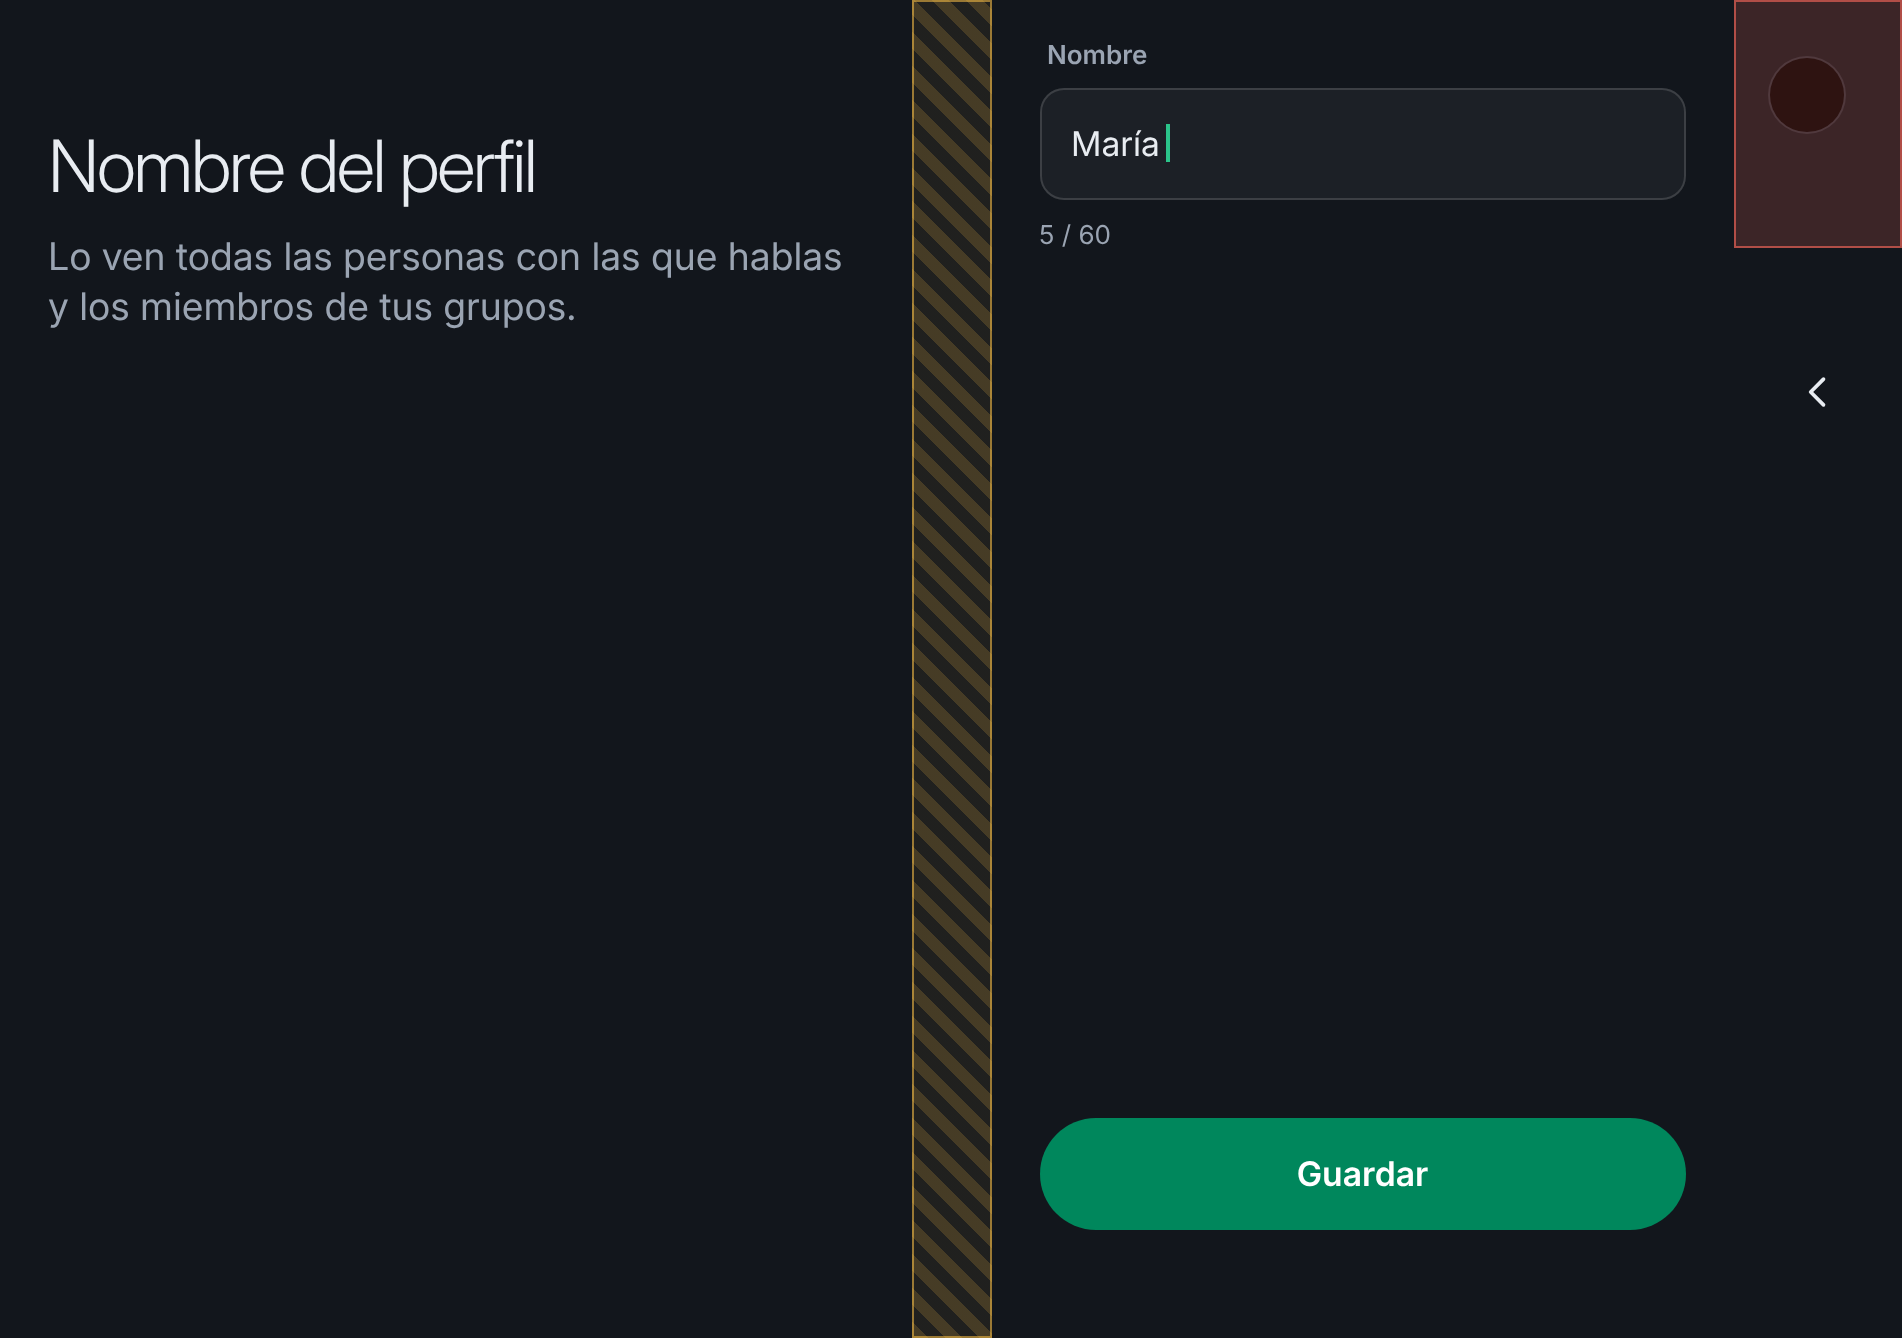 Nombre del perfil
Lo ven todas las personas con las que hablas
y los miembros de tus grupos.
Nombre
María
5 / 60
Guardar